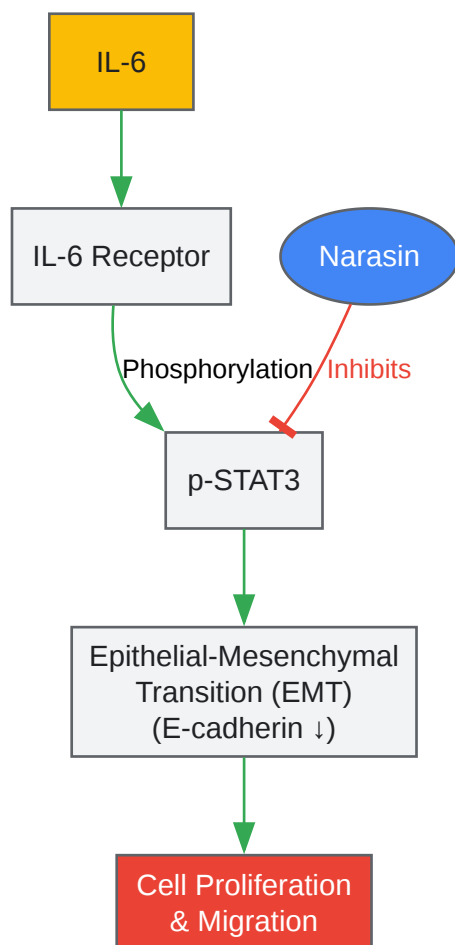 IL-6
IL-6 Receptor
Narasin
Phosphorylation
Inhibits
p-STAT3
Epithelial-Mesenchymal
Transition (EMT)
(E-cadherin ↓)
Cell Proliferation
& Migration